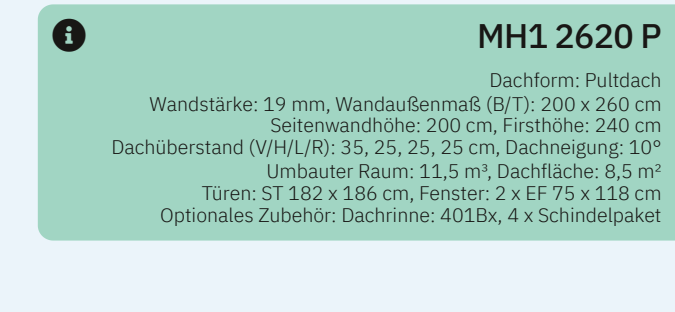 MH1 2620 P
Dachform: Pultdach
Wandstärke: 19 mm, Wandaußenmaß (B/T): 200 x 260 cm
Seitenwandhöhe: 200 cm, Firsthöhe: 240 cm
Dachüberstand (V/H/L/R): 35, 25, 25, 25 cm, Dachneigung: 10°
Umbauter Raum: 11,5 m³, Dachfläche: 8,5 m²
Türen: ST 182 x 186 cm, Fenster: 2 x EF 75 x 118 cm
Optionales Zubehör: Dachrinne: 401Bx, 4 x Schindelpaket